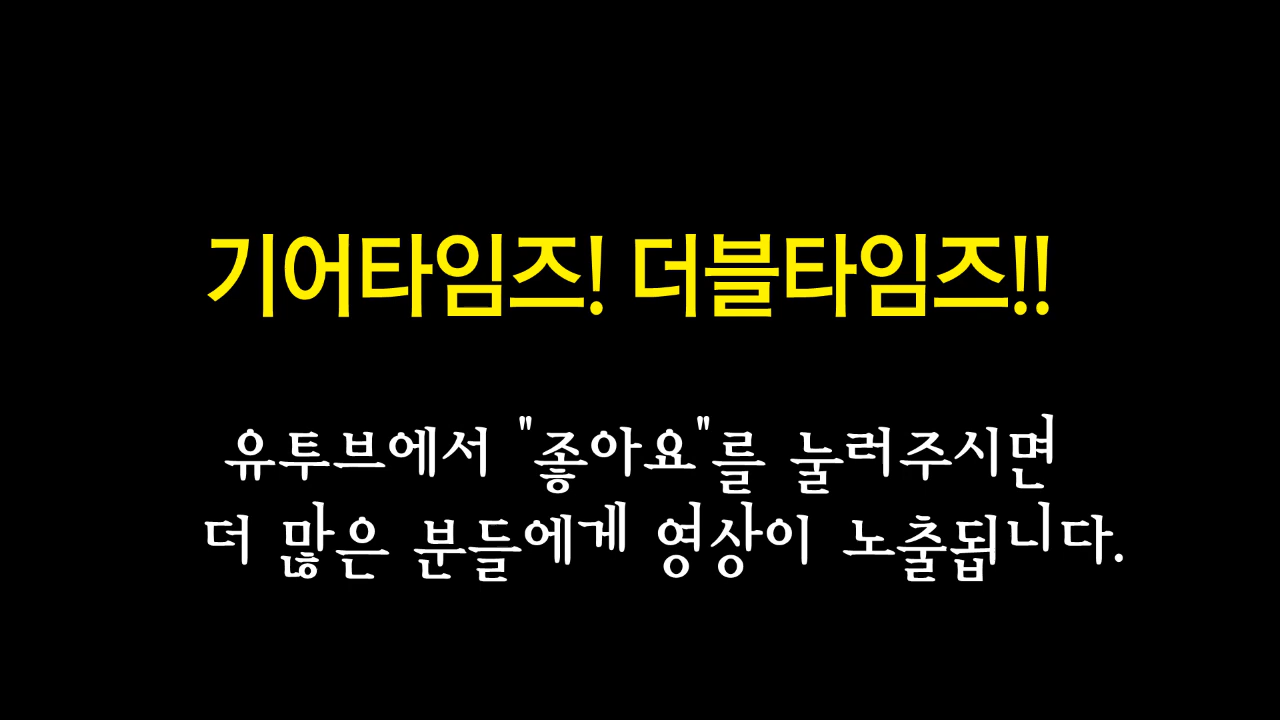 기어타임즈! 더블타임즈!!
유투브에서 "좋아요"를 눌러주시면
더 많은 분들에게 영상이 노출됩니다.